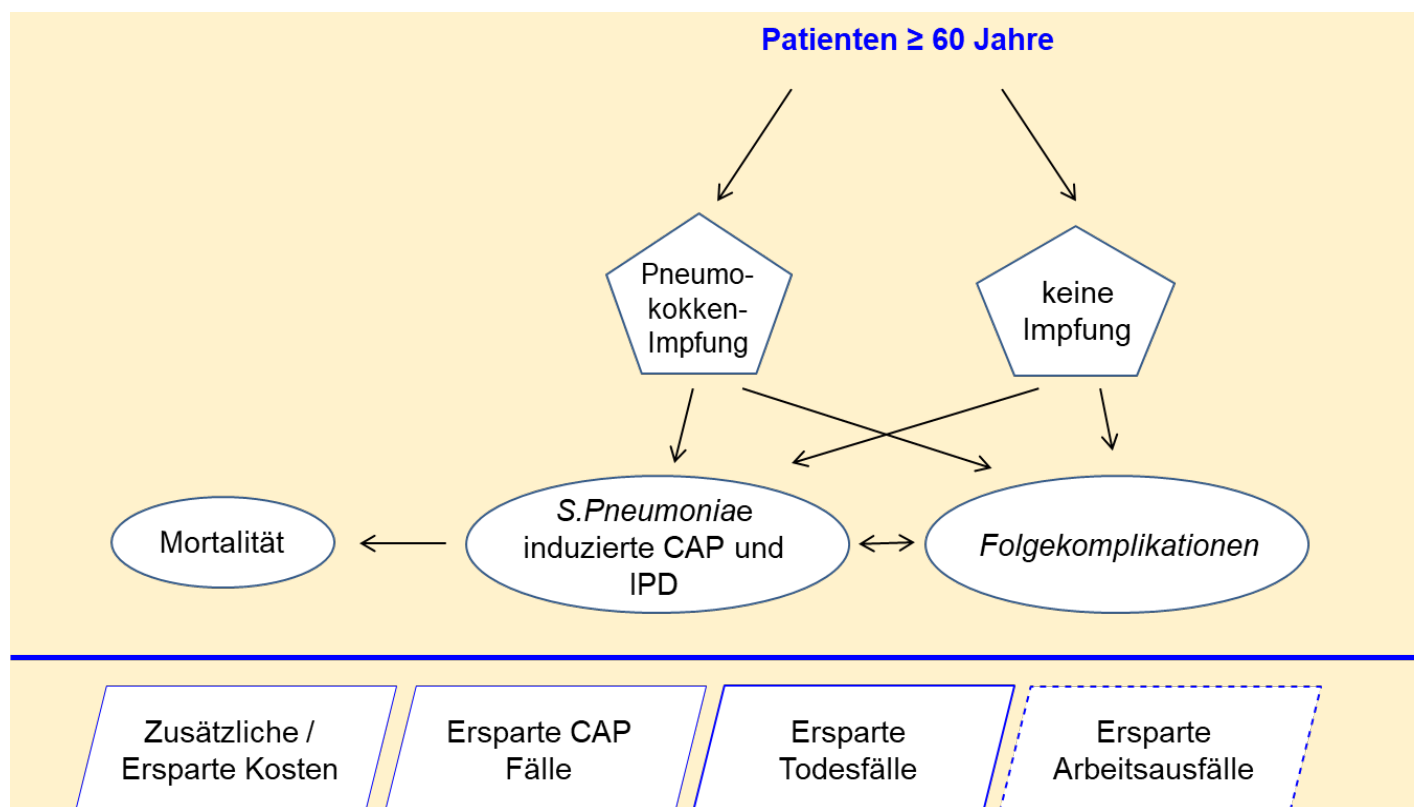 Patienten ≥ 60 Jahre
Pneumo-
kokken-
Impfung
keine
Impfung
Mortalität
S.Pneumoniae
induzierte CAP und
IPD
Folgekomplikationen
Zusätzliche /
Ersparte Kosten
Ersparte CAP
Fälle
Ersparte
Todesfälle
Ersparte
Arbeitsausfälle